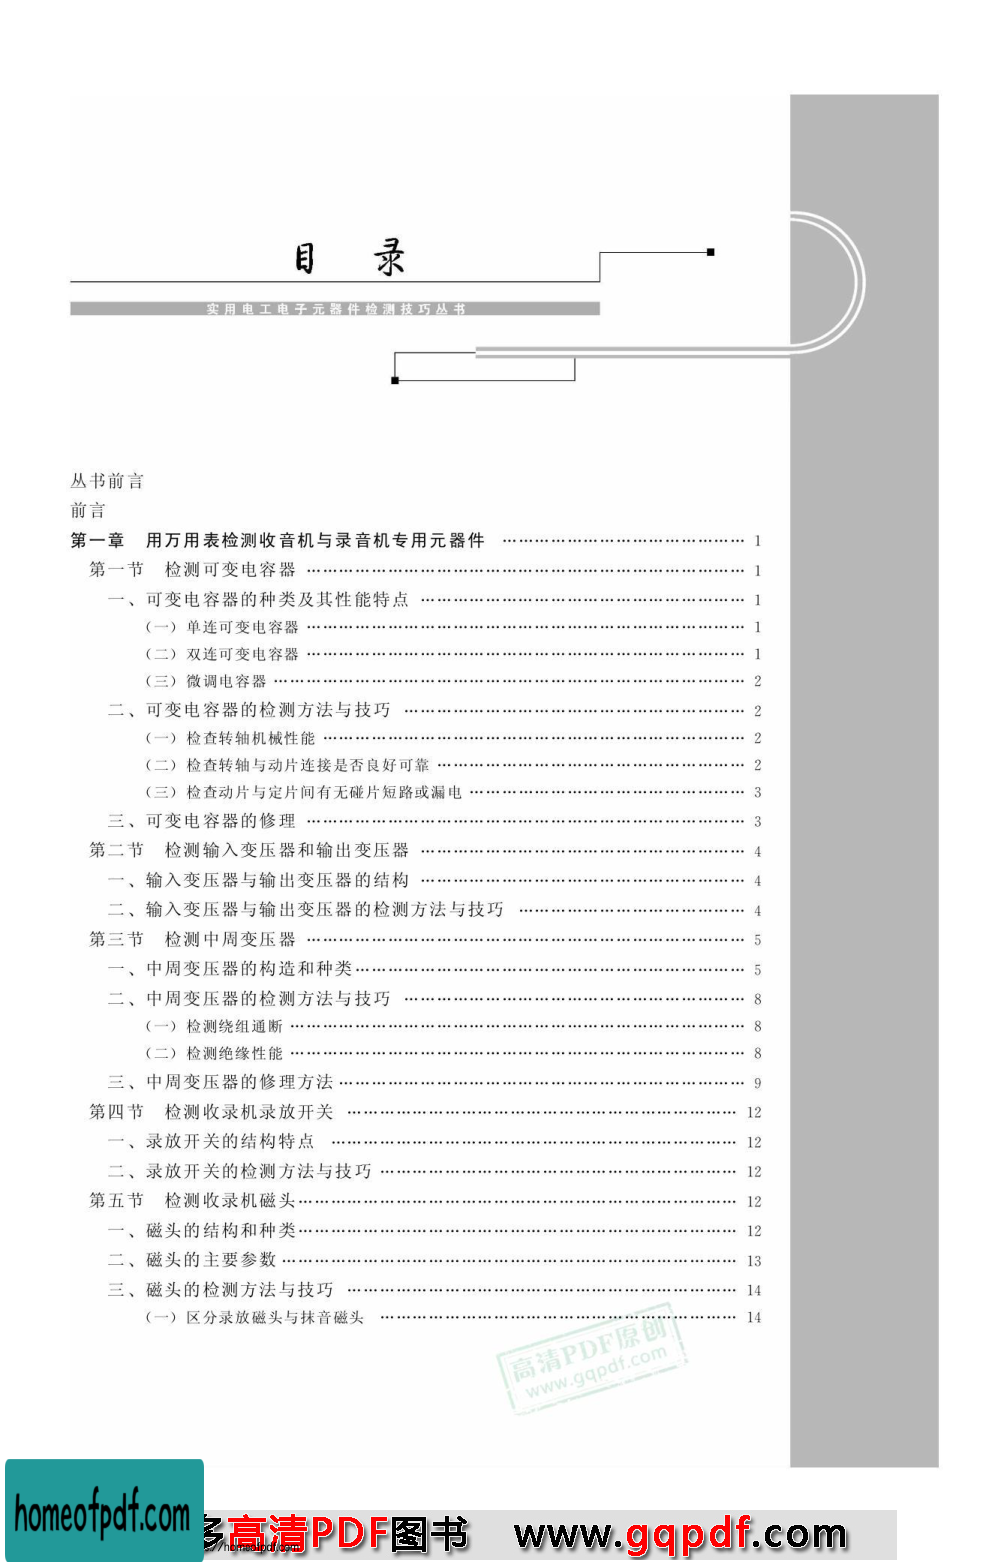 目 录
实用电工电子元器件检测技巧丛书
丛书前言
前言
第一章 用万用表检测收音机与录音机专用元器件 …………………………………… 1
第一节 检测可变电容器 …………………………………… 1
一、可变电容器的种类及其性能特点 …………………………………… 1
（一）单连可变电容器 …………………………………… 1
（二）双连可变电容器 …………………………………… 1
（三）微调电容器 …………………………………… 2
二、可变电容器的检测方法与技巧 …………………………………… 2
（一）检查转轴机械性能 …………………………………… 2
（二）检查转轴与动片连接是否良好可靠 …………………………………… 2
（三）检查动片与定片间有无碰片短路或漏电 …………………………………… 3
三、可变电容器的修理 …………………………………… 3
第二节 检测输入变压器和输出变压器 …………………………………… 4
一、输入变压器与输出变压器的结构 …………………………………… 4
二、输入变压器与输出变压器的检测方法与技巧 …………………………………… 4
第三节 检测中周变压器 …………………………………… 5
一、中周变压器的构造和种类 …………………………………… 5
二、中周变压器的检测方法与技巧 …………………………………… 8
（一）检测绕组通断 …………………………………… 8
（二）检测绝缘性能 …………………………………… 8
三、中周变压器的修理方法 …………………………………… 9
第四节 检测收录机录放开关 …………………………………… 12
一、录放开关的结构特点 …………………………………… 12
二、录放开关的检测方法与技巧 …………………………………… 12
第五节 检测收录机磁头 …………………………………… 12
一、磁头的结构和种类 …………………………………… 12
二、磁头的主要参数 …………………………………… 13
三、磁头的检测方法与技巧 …………………………………… 14
（一）区分录放磁头与抹音磁头 …………………………………… 14
高清PDF原创
www.gqpdf.com
homeofpdf.com
多高清PDF图书 www.gqpdf.com
//homeofpdf.com